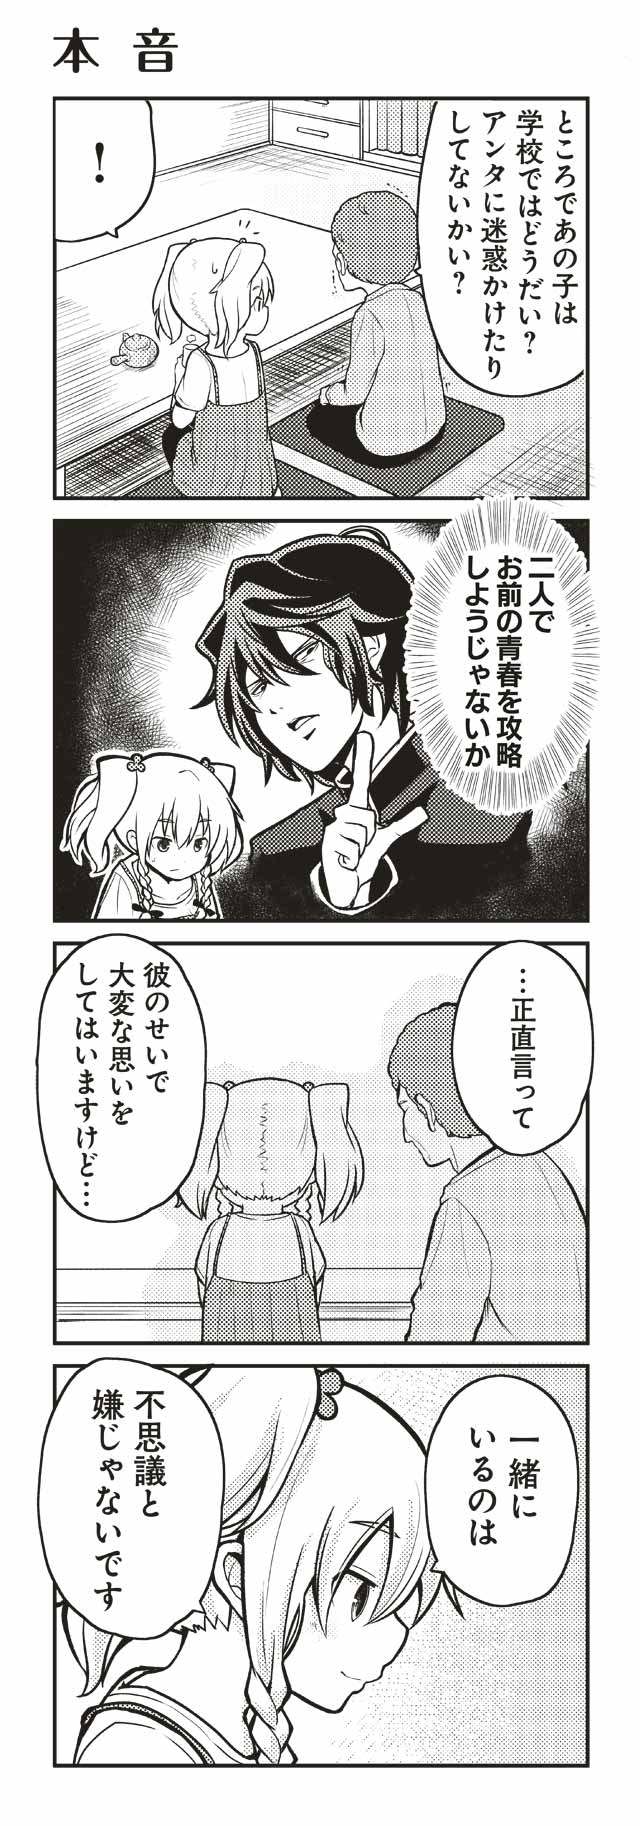 本音
ところであの子は
学校ではどうだい？
アンタに迷惑かけたり
してないかい？
！
二人で
お前の青春を攻略
しようじゃないか
…正直言って
彼のせいで
大変な思いを
してはいますけど…
一緒に
いるのは
不思議と
嫌じゃないです